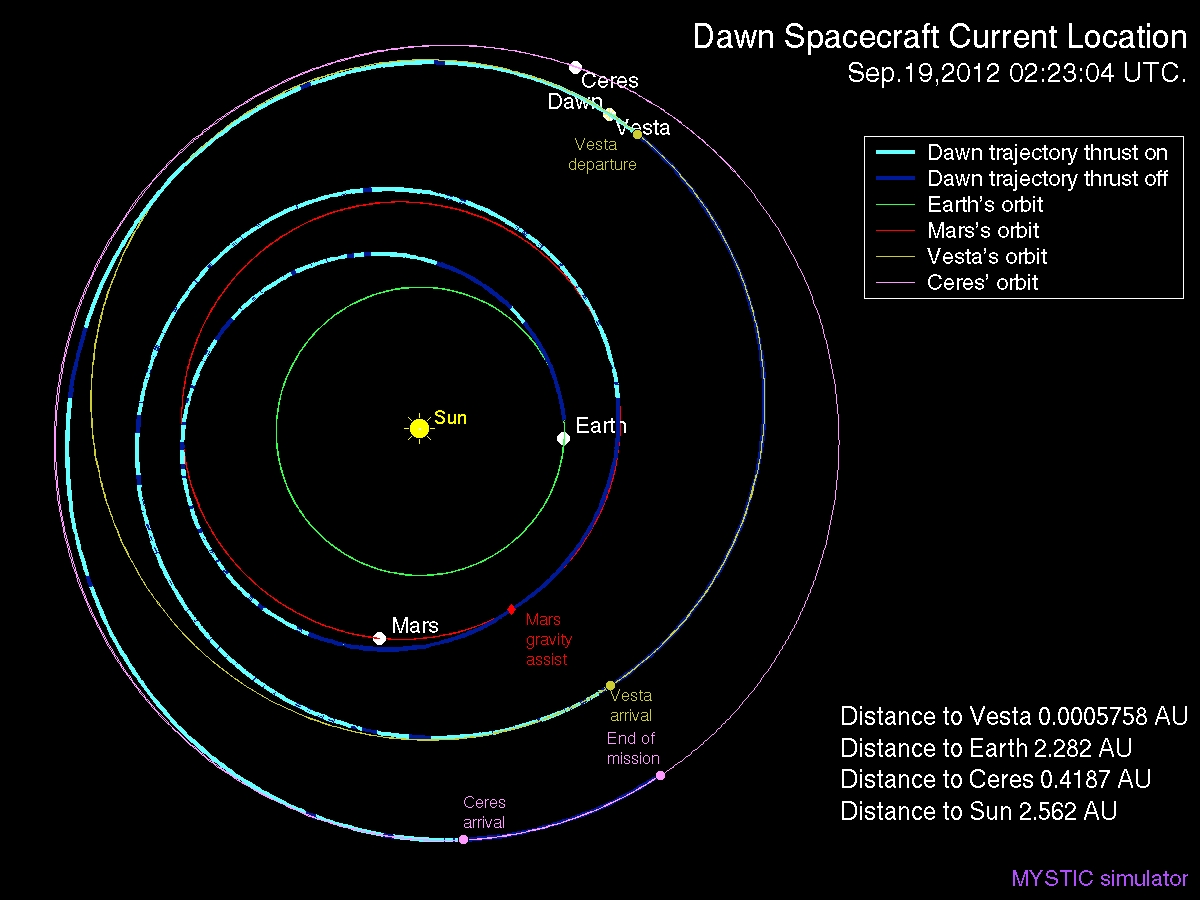 Dawn Spacecraft Current Location
Sep.19,2012 02:23:04 UTC.
Ceres
Dawn
Vesta
Vesta
departure
Dawn trajectory thrust on
Dawn trajectory thrust off
Earth's orbit
Mars's orbit
Vesta's orbit
Ceres' orbit
Sun
Earth
Mars
Mars
gravity
assist
Vesta
arrival
End of
mission
Ceres
arrival
Distance to Vesta 0.0005758 AU
Distance to Earth 2.282 AU
Distance to Ceres 0.4187 AU
Distance to Sun 2.562 AU
MYSTIC simulator